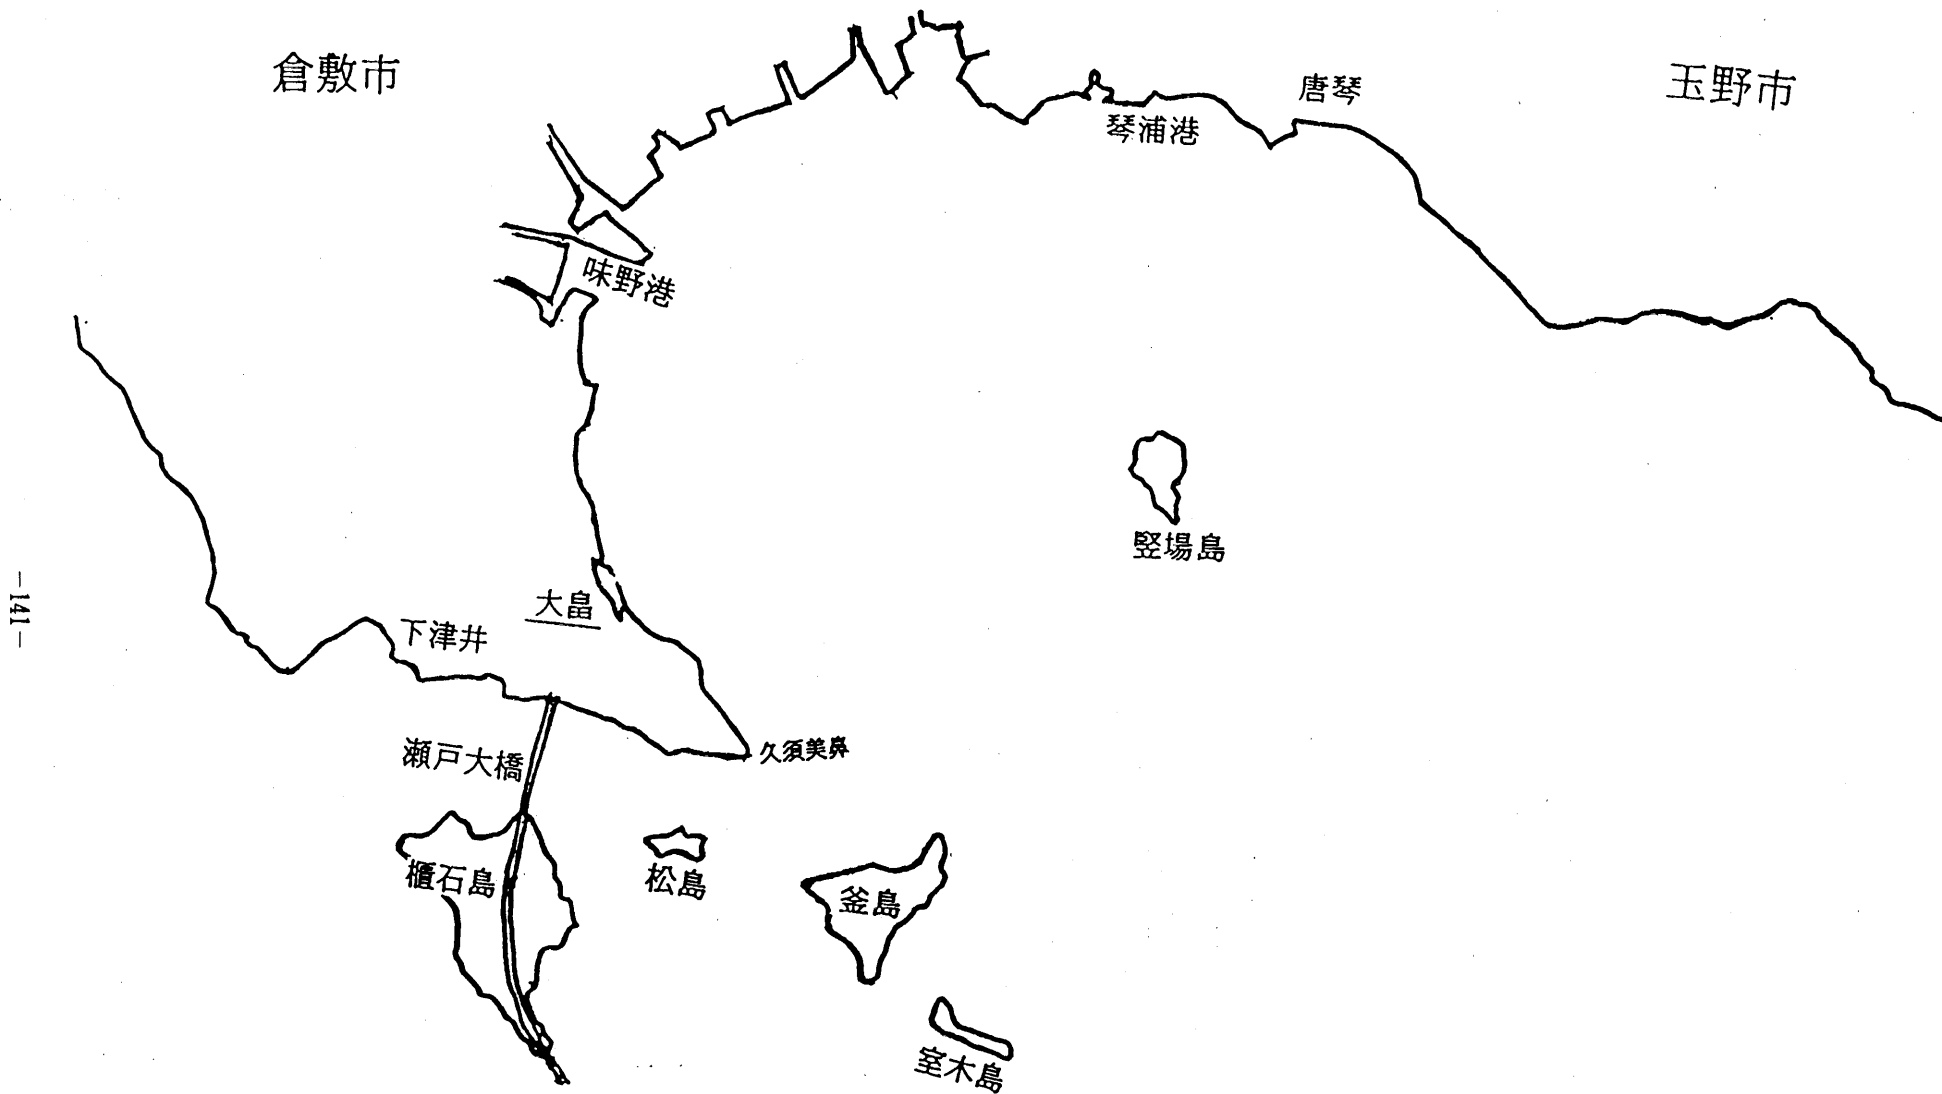 倉敷市
玉野市
唐琴
琴浦港
味野港
竪場島
大畠
下津井
久須美鼻
瀬戸大橋
櫃石島
松島
釜島
室木島
-141-